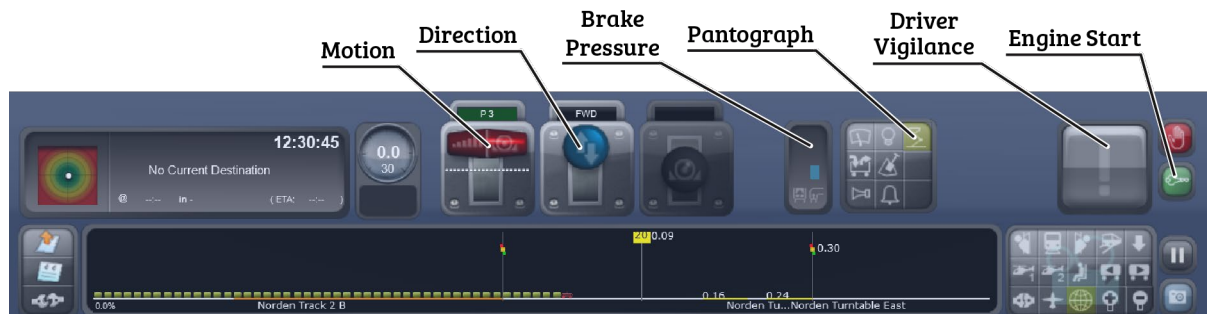 Motion
Direction
Brake
Pressure
Pantograph
Driver
Vigilance
Engine Start
12:30:45
No Current Destination
@ --:-- in - ( ETA: --:-- )
0.0
30
P 3
FWD
20 0.09
0.30
0.16 0.24
0.0% Norden Track 2 B Norden Tu...Norden Turntable East
1
2